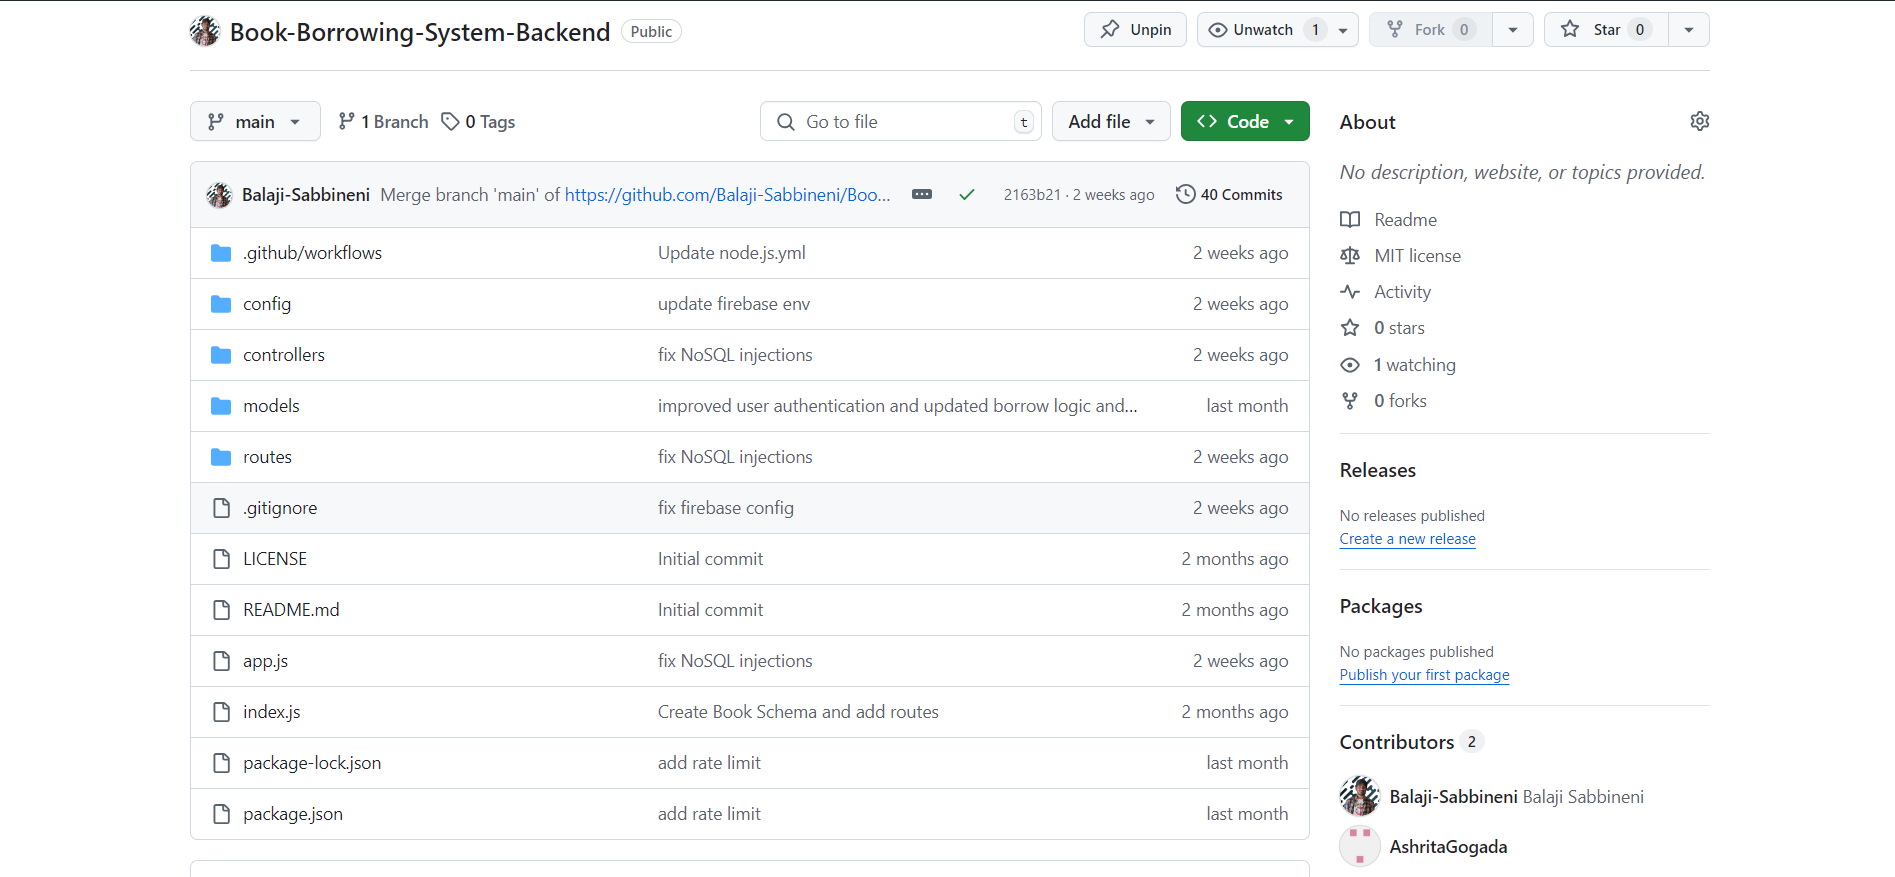 Book-Borrowing-System-Backend Public Unpin Unwatch 1 Fork 0 Star 0
main 1 Branch 0 Tags Go to file t Add file Code
Balaji-Sabbineni Merge branch 'main' of https://github.com/Balaji-Sabbineni/Boo... 2163b21 · 2 weeks ago 40 Commits
.github/workflows Update node.js.yml 2 weeks ago
config update firebase env 2 weeks ago
controllers fix NoSQL injections 2 weeks ago
models improved user authentication and updated borrow logic and... last month
routes fix NoSQL injections 2 weeks ago
.gitignore fix firebase config 2 weeks ago
LICENSE Initial commit 2 months ago
README.md Initial commit 2 months ago
app.js fix NoSQL injections 2 weeks ago
index.js Create Book Schema and add routes 2 months ago
package-lock.json add rate limit last month
package.json add rate limit last month
About
No description, website, or topics provided.
Readme
MIT license
Activity
0 stars
1 watching
0 forks
Releases
No releases published
Create a new release
Packages
No packages published
Publish your first package
Contributors 2
Balaji-Sabbineni Balaji Sabbineni
AshritaGogada